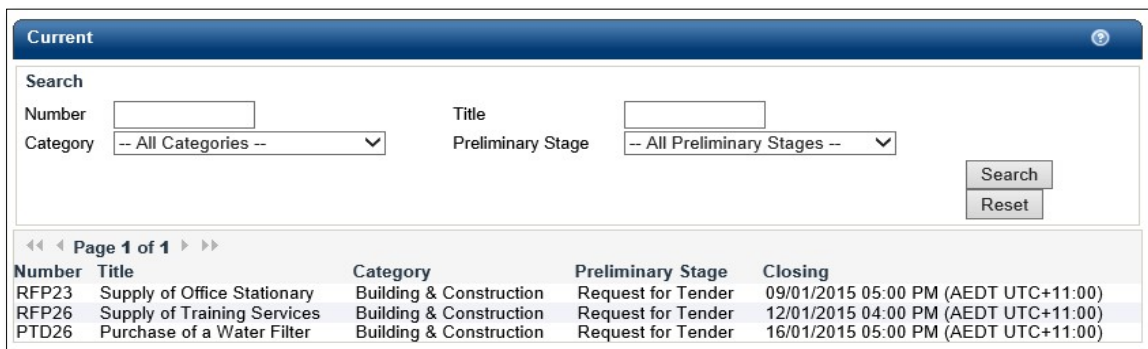 Current
Search
Number Title
Category -- All Categories -- Preliminary Stage -- All Preliminary Stages --
Search
Reset
Page 1 of 1
Number Title Category Preliminary Stage Closing
RFP23 Supply of Office Stationary Building & Construction Request for Tender 09/01/2015 05:00 PM (AEDT UTC+11:00)
RFP26 Supply of Training Services Building & Construction Request for Tender 12/01/2015 04:00 PM (AEDT UTC+11:00)
PTD26 Purchase of a Water Filter Building & Construction Request for Tender 16/01/2015 05:00 PM (AEDT UTC+11:00)